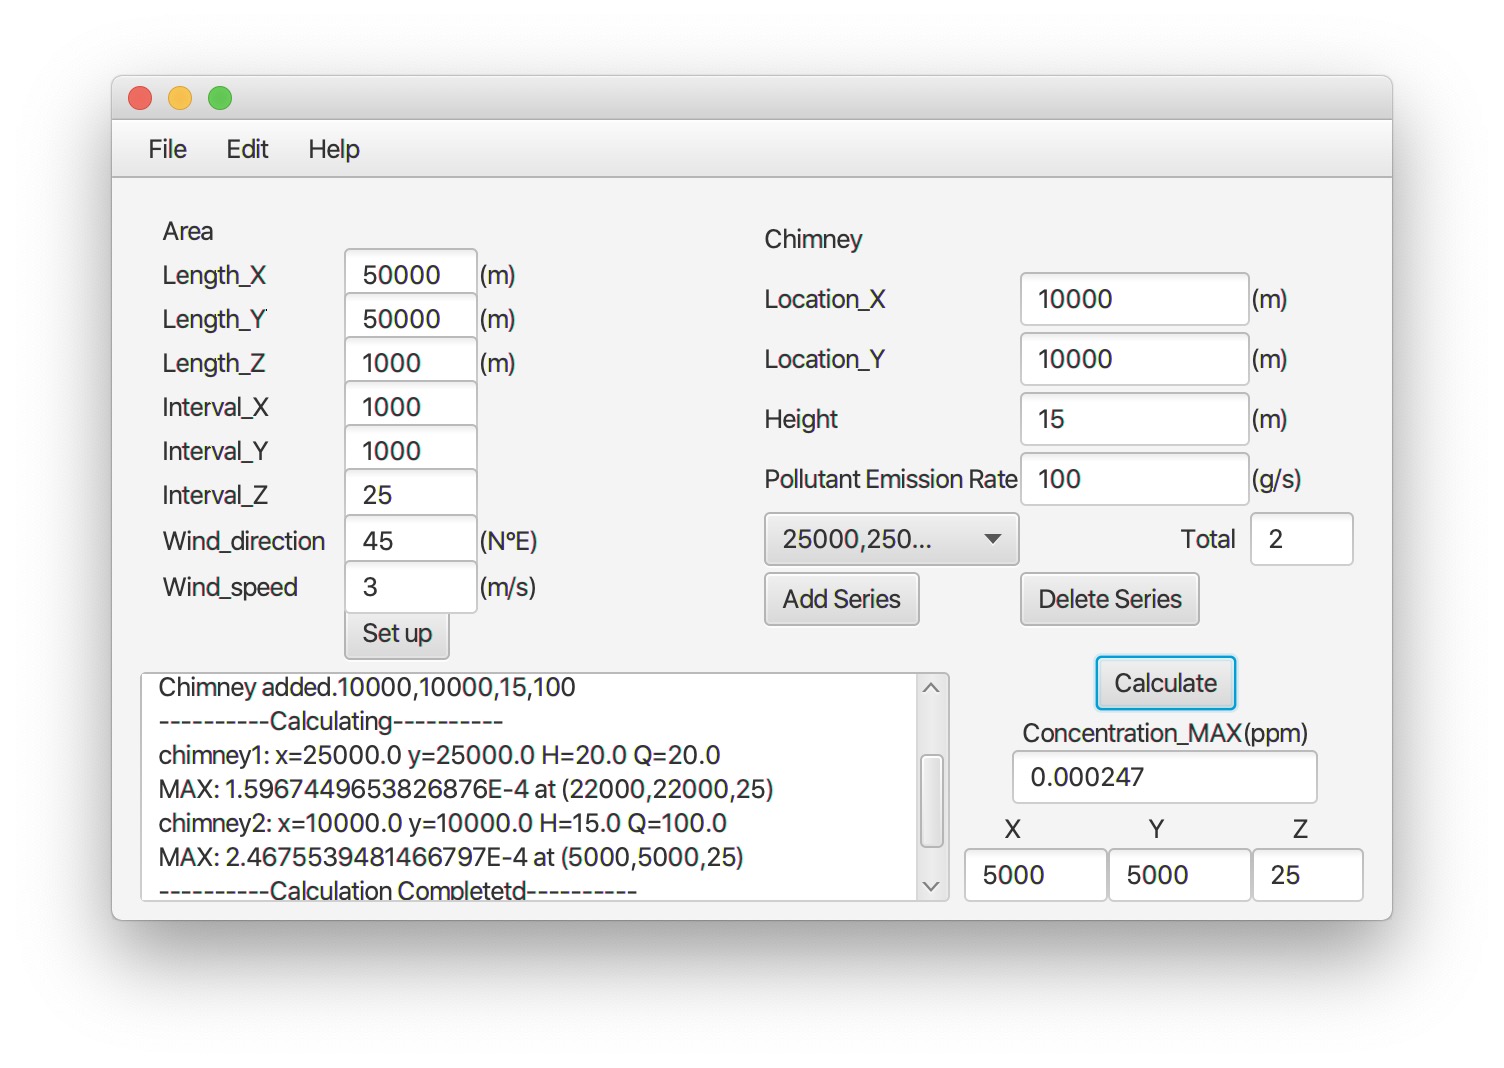 File Edit Help
Area
Length_X 50000 (m)
Length_Y 50000 (m)
Length_Z 1000 (m)
Interval_X 1000
Interval_Y 1000
Interval_Z 25
Wind_direction 45 (N°E)
Wind_speed 3 (m/s)
Set up
Chimney
Location_X 10000 (m)
Location_Y 10000 (m)
Height 15 (m)
Pollutant Emission Rate 100 (g/s)
25000,250... Total 2
Add Series Delete Series
Chimney added.10000,10000,15,100
----------Calculating----------
chimney1: x=25000.0 y=25000.0 H=20.0 Q=20.0
MAX: 1.5967449653826876E-4 at (22000,22000,25)
chimney2: x=10000.0 y=10000.0 H=15.0 Q=100.0
MAX: 2.4675539481466797E-4 at (5000,5000,25)
----------Calculation Completetd----------
Calculate
Concentration_MAX(ppm)
0.000247
X Y Z
5000 5000 25